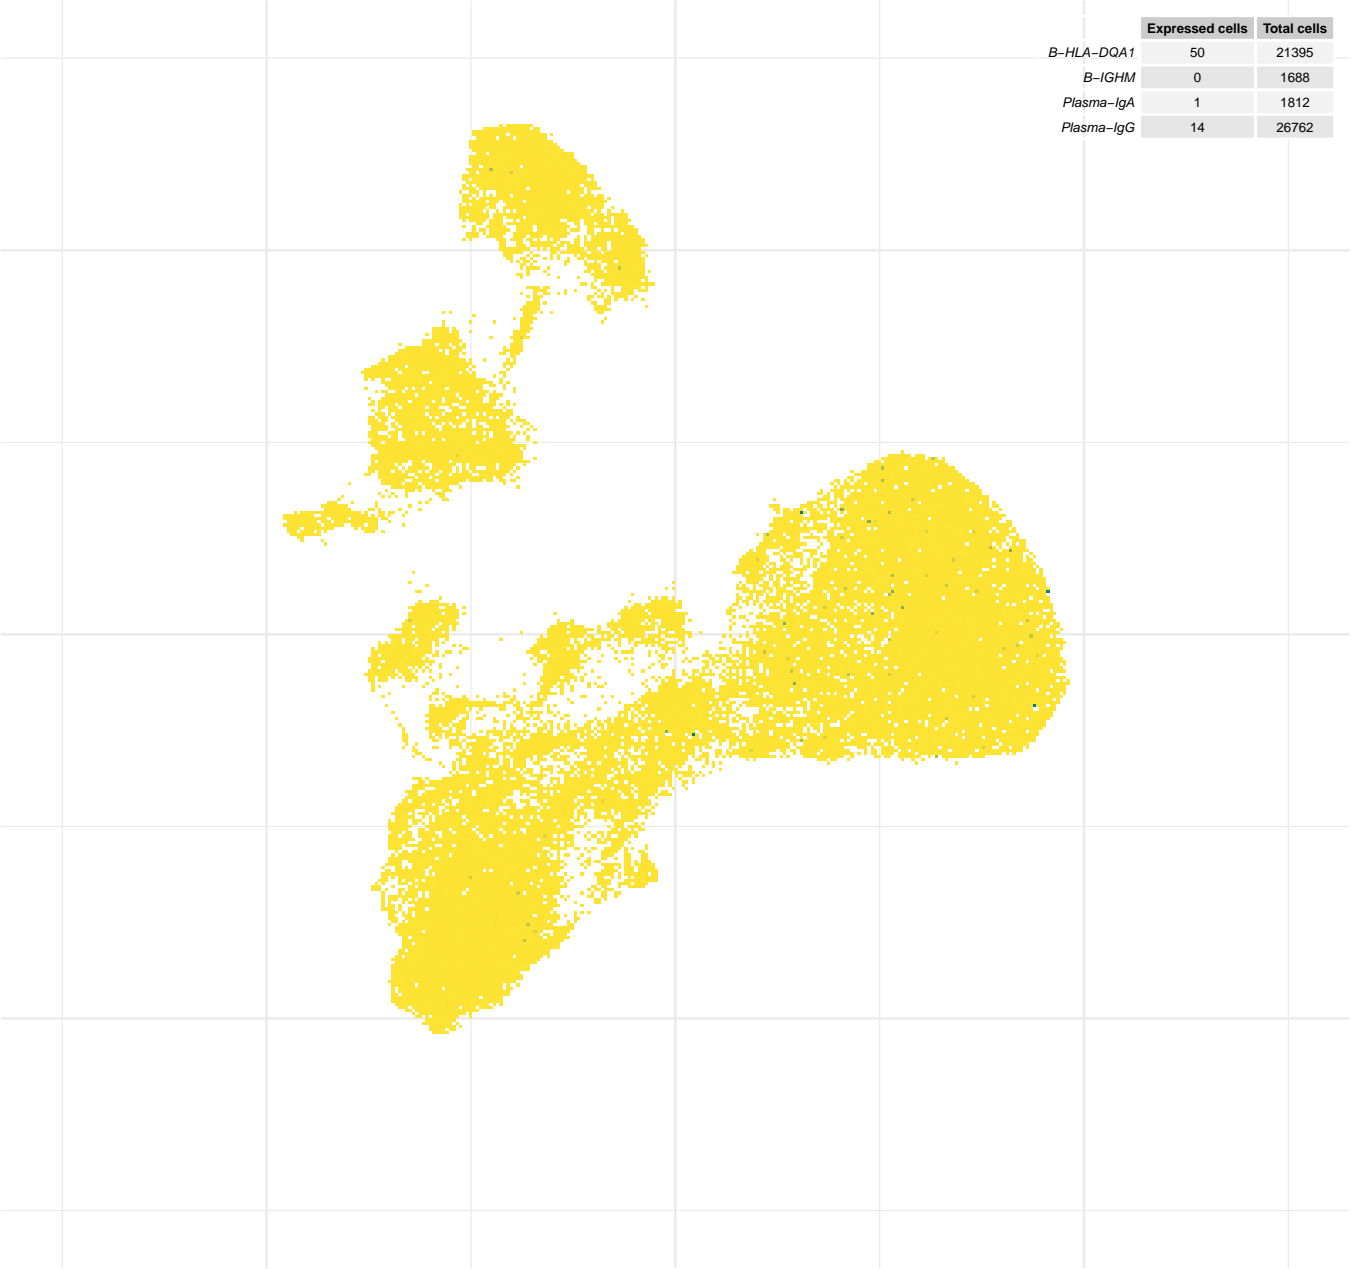 Expressed cells Total cells
B−HLA−DQA1 50 21395
B−IGHM 0 1688
Plasma−IgA 1 1812
Plasma−IgG 14 26762